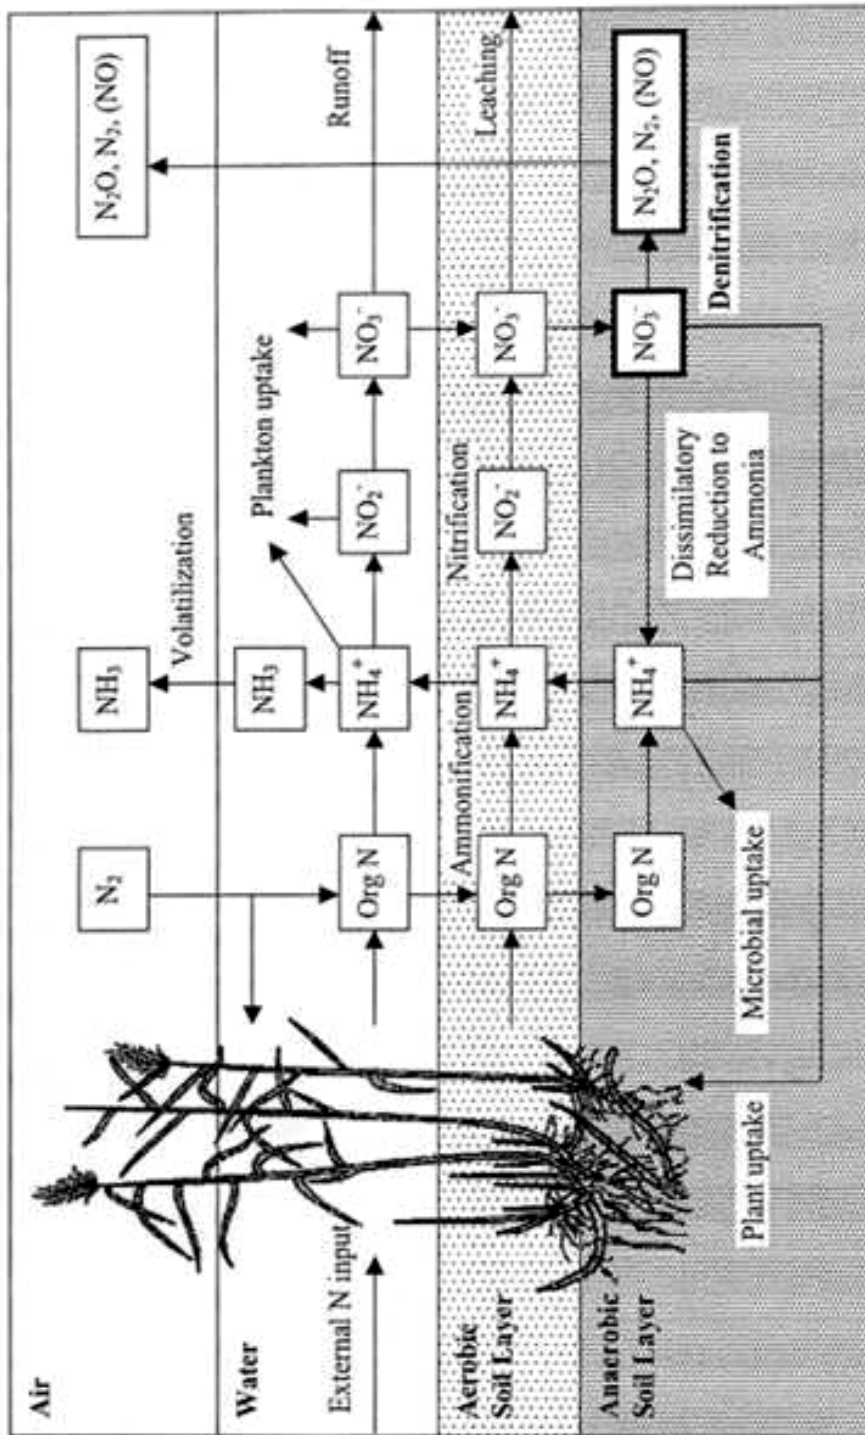 Air
N₂
NH₃
N₂O, N₂, (NO)
Volatilization
Water
NH₃
Plankton uptake
External N input
Org N
NH₄⁺
NO₂⁻
NO₃⁻
Runoff
Aerobic
Soil Layer
Ammonification
Nitrification
Org N
NH₄⁺
NO₂⁻
NO₃⁻
Leaching
Anaerobic
Soil Layer
Org N
NH₄⁺
NO₃⁻
N₂O, N₂, (NO)
Dissimilatory
Reduction to
Ammonia
Denitrification
Plant uptake
Microbial uptake